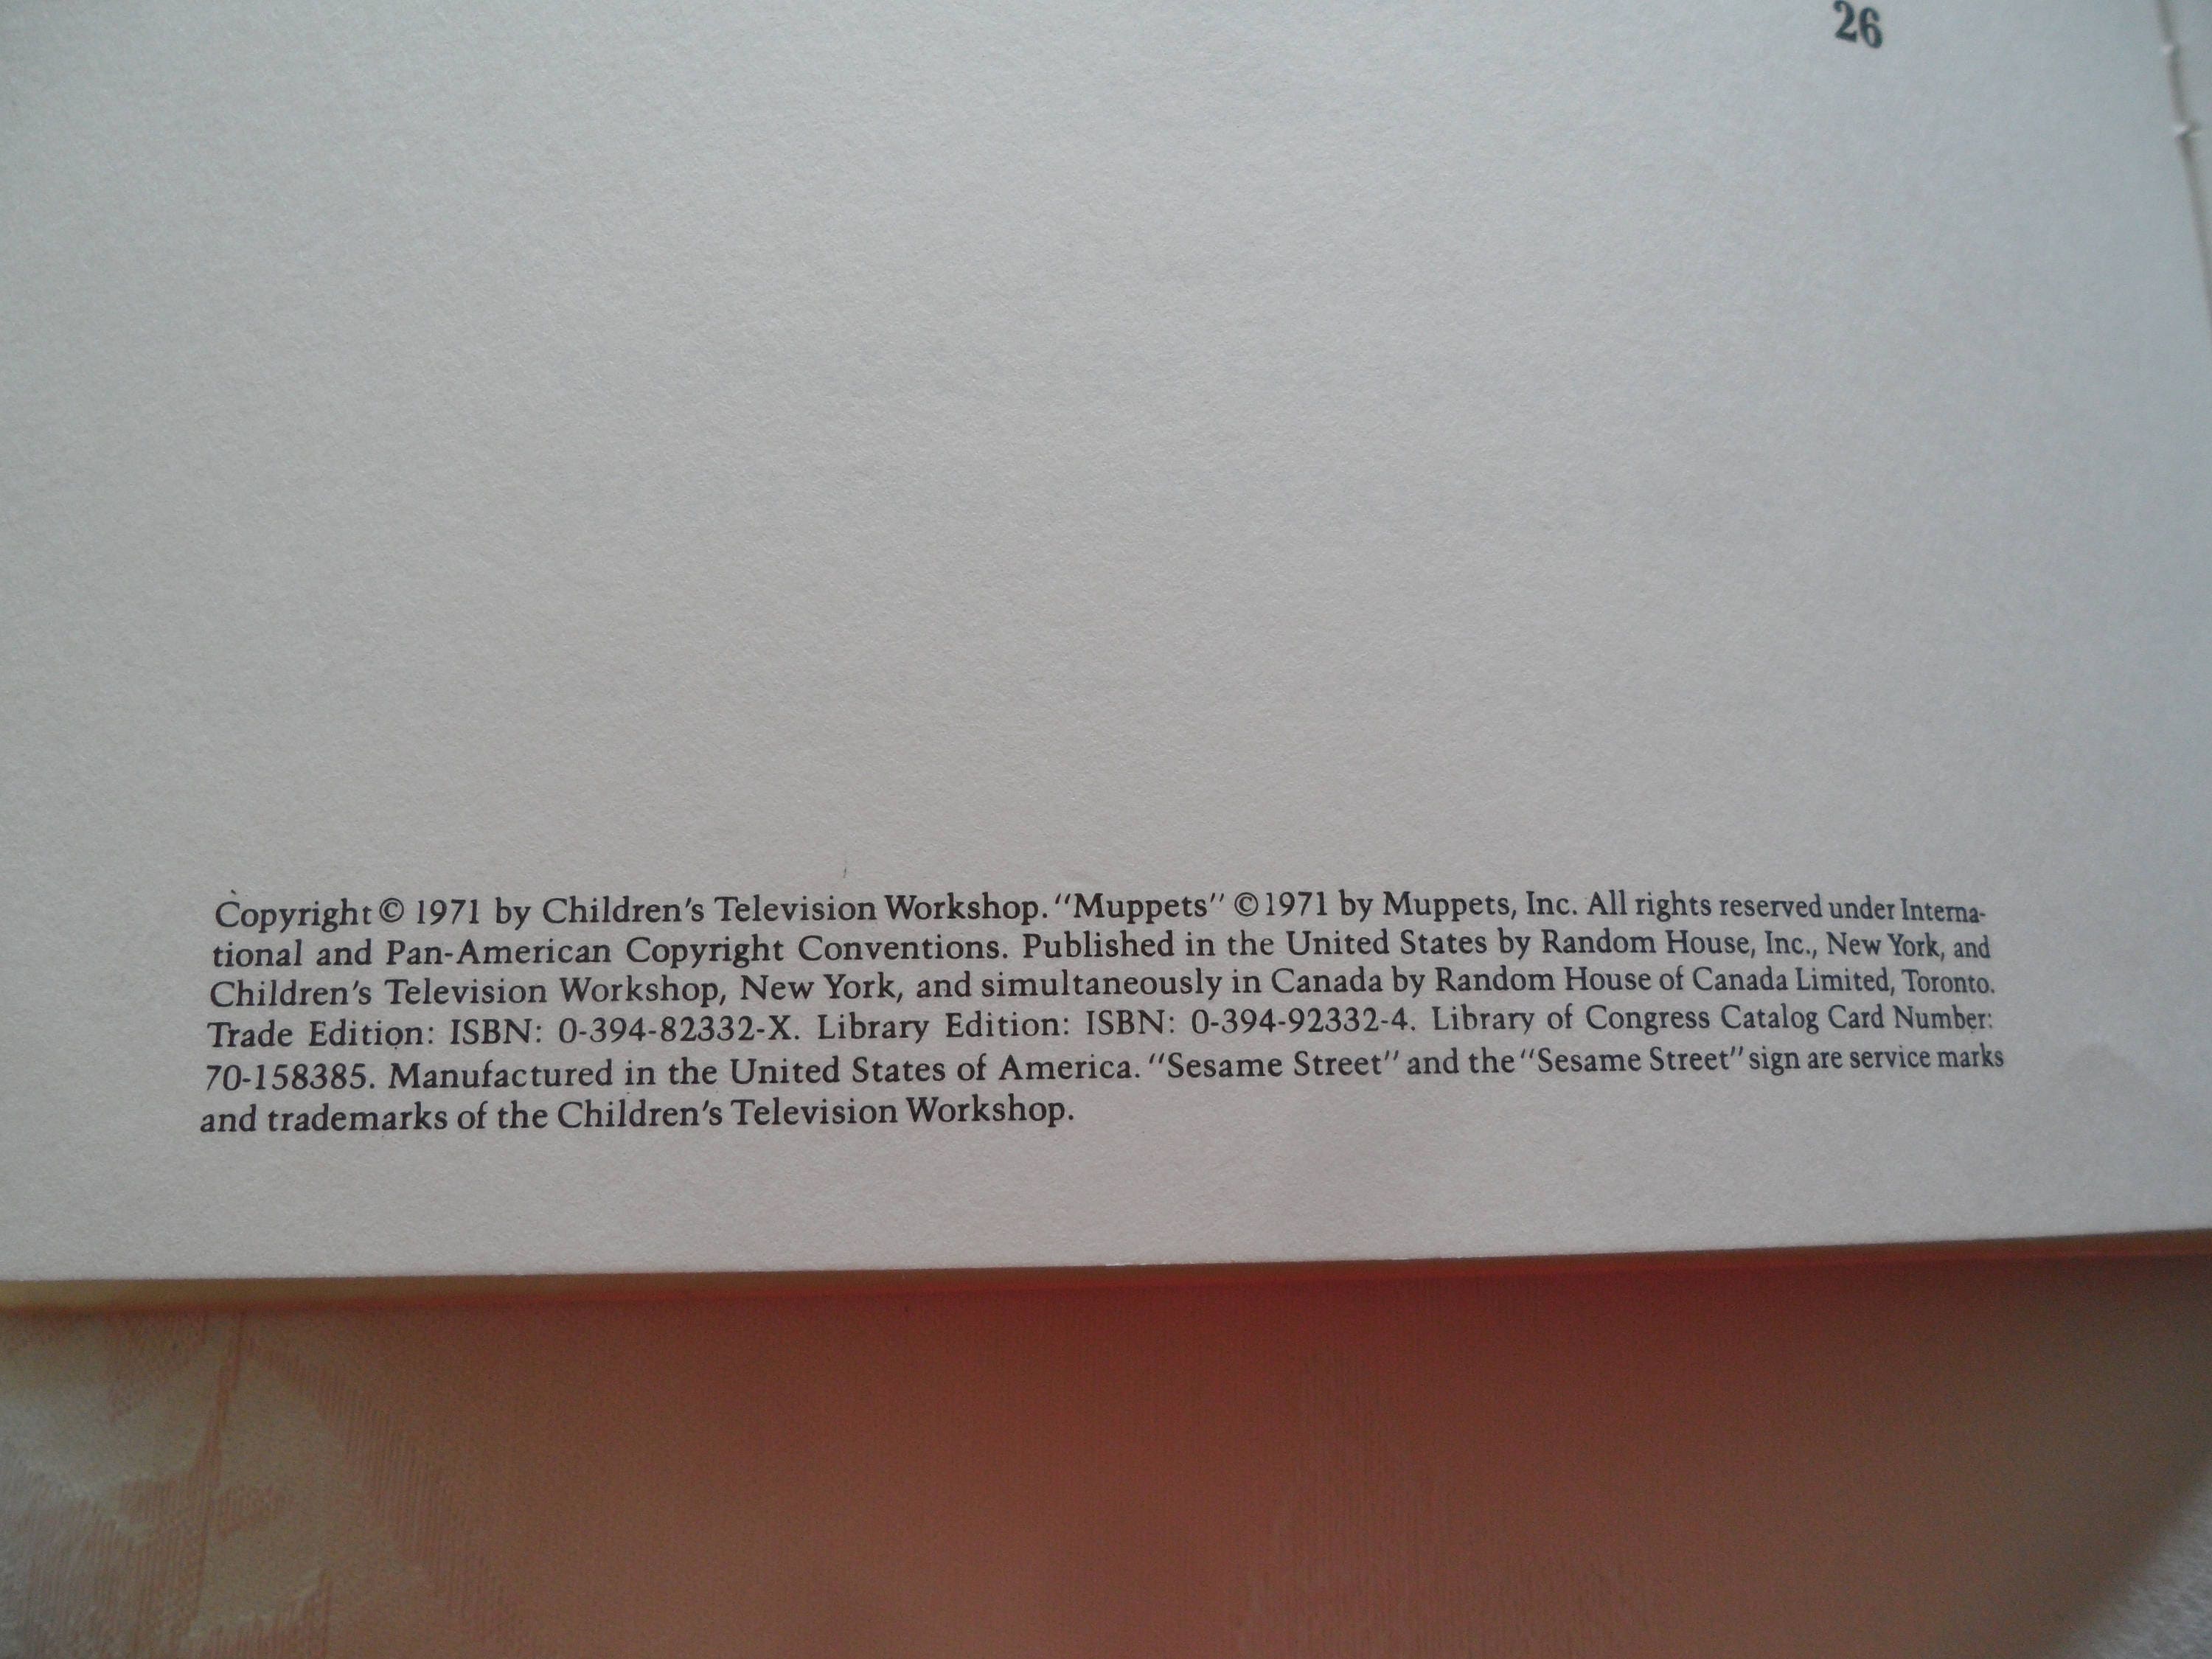 26
Copyright © 1971 by Children's Television Workshop. "Muppets" © 1971 by Muppets, Inc. All rights reserved under Interna-
tional and Pan-American Copyright Conventions. Published in the United States by Random House, Inc., New York, and
Children's Television Workshop, New York, and simultaneously in Canada by Random House of Canada Limited, Toronto.
Trade Edition: ISBN: 0-394-82332-X. Library Edition: ISBN: 0-394-92332-4. Library of Congress Catalog Card Number:
70-158385. Manufactured in the United States of America. "Sesame Street" and the "Sesame Street" sign are service marks
and trademarks of the Children's Television Workshop.